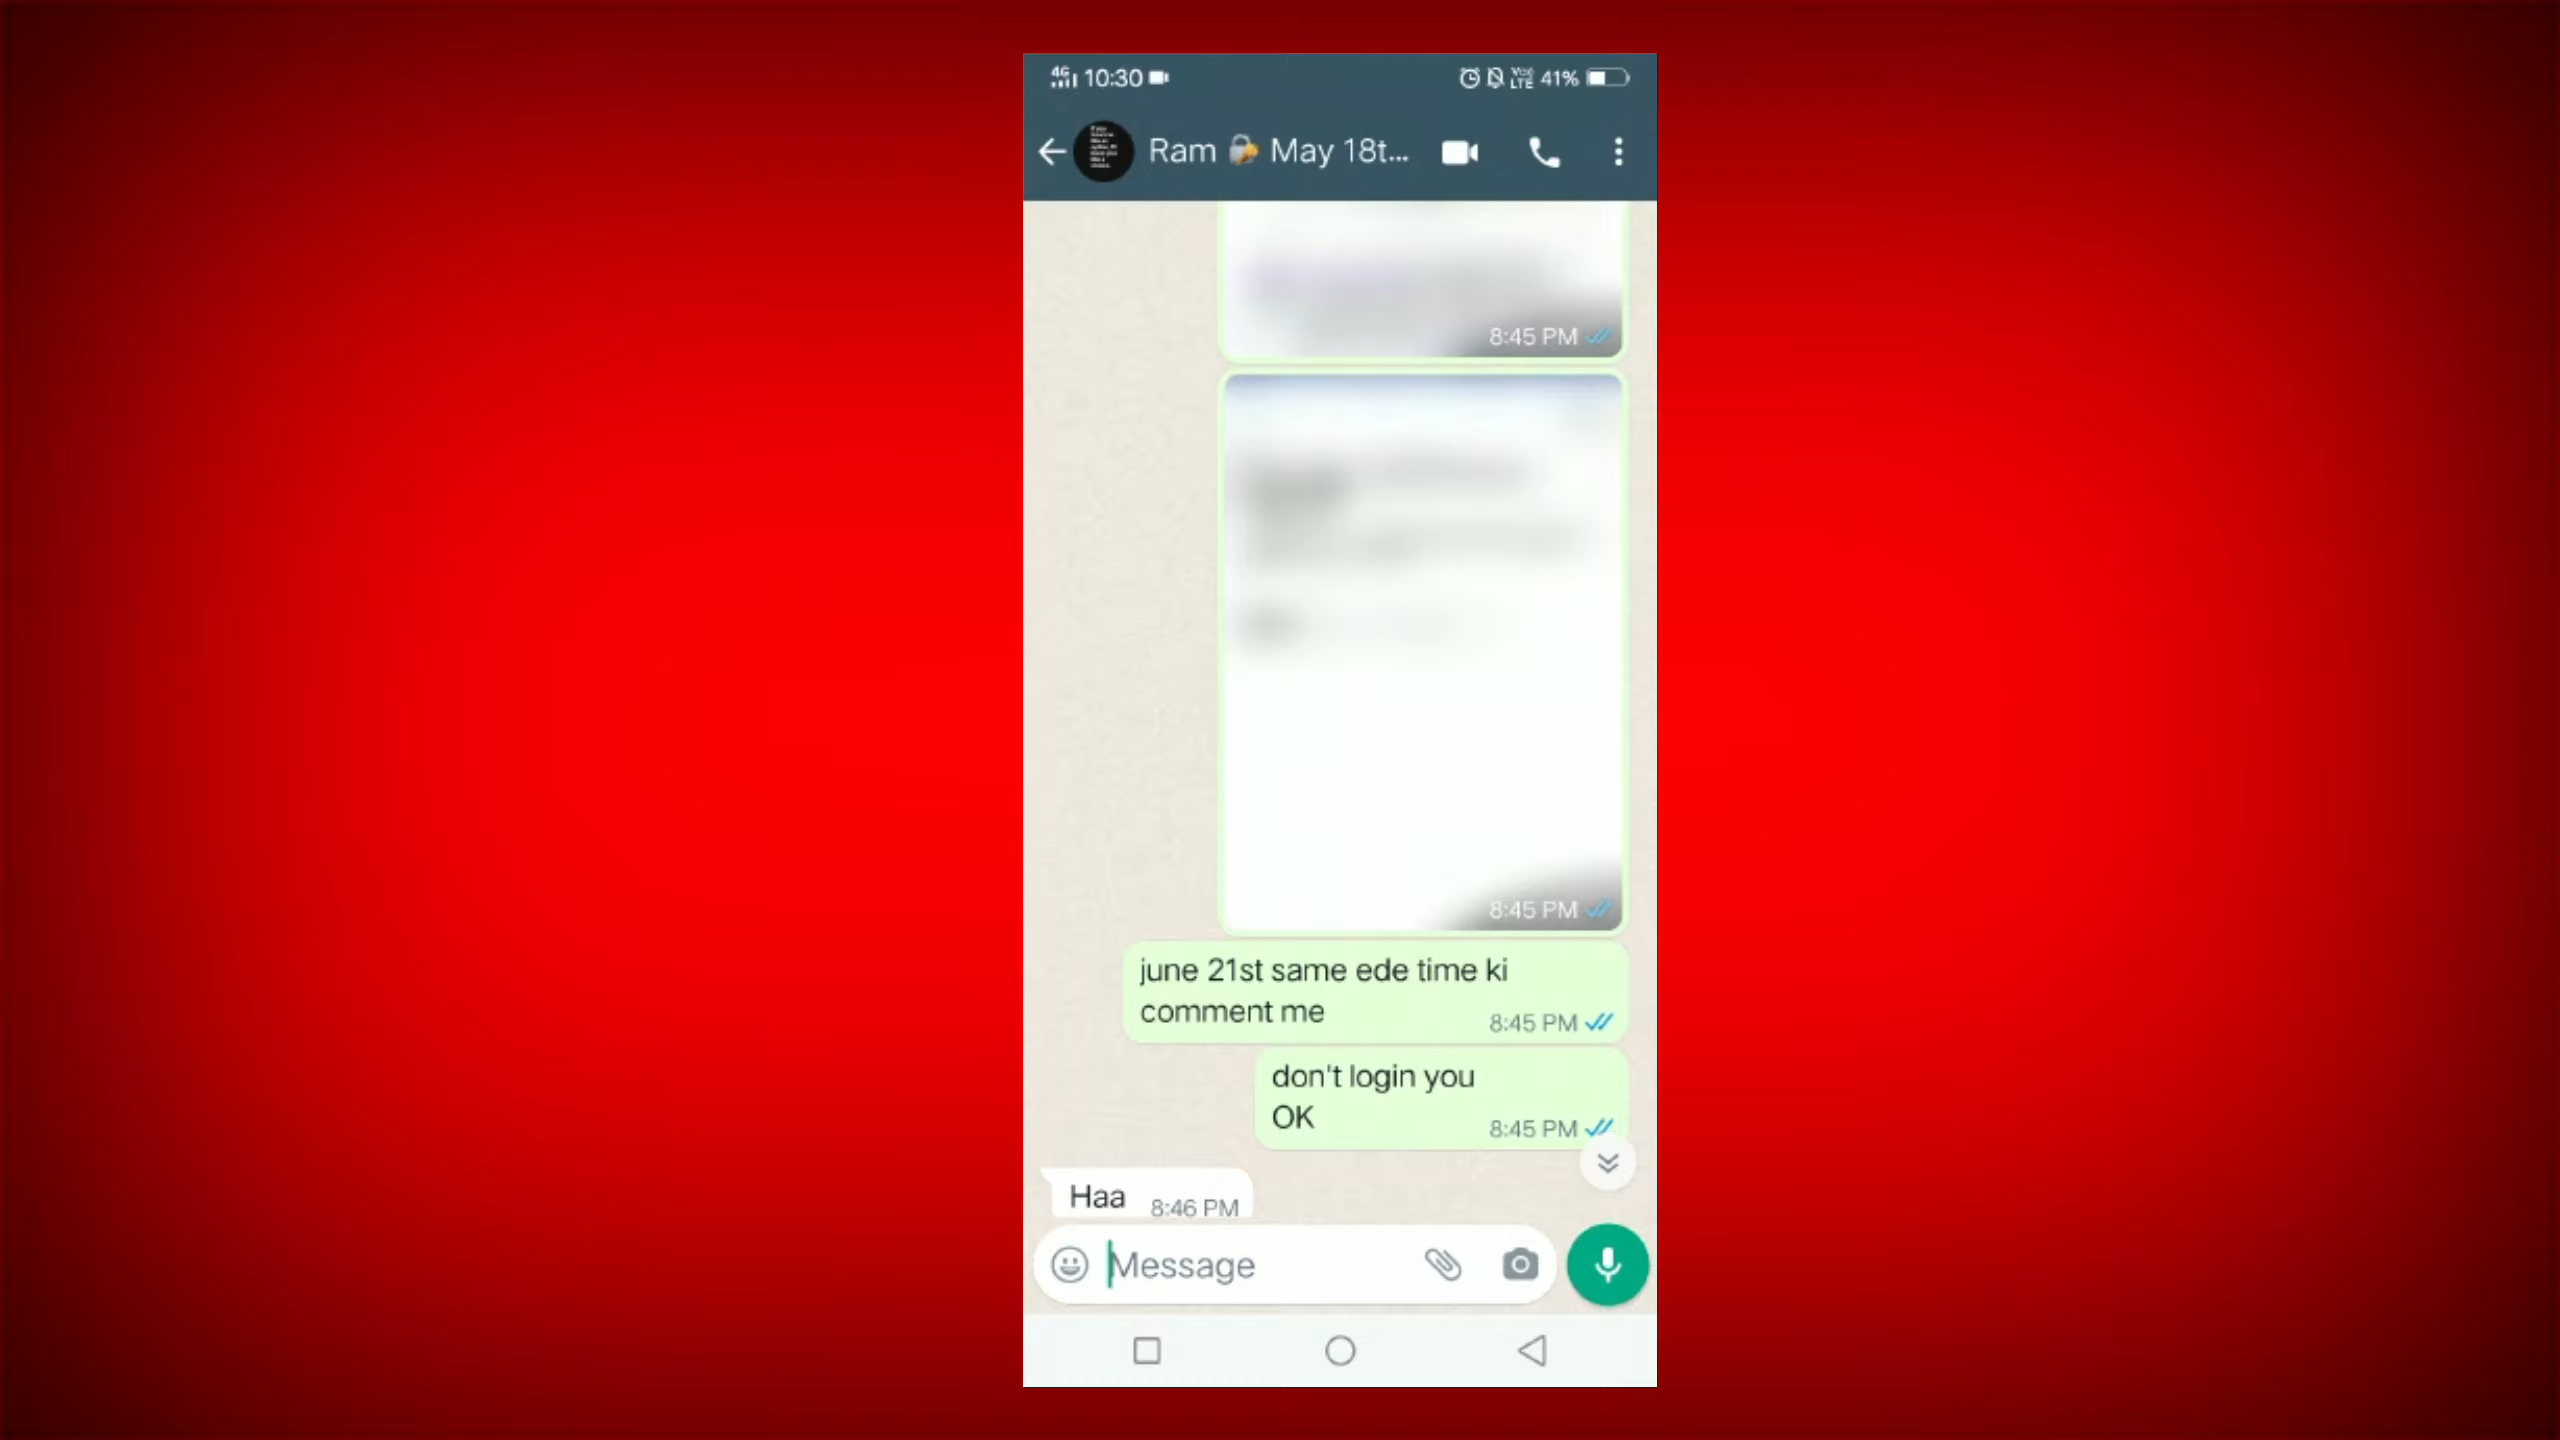 10:30
41%
Ram 🔐 May 18t...
8:45 PM
8:45 PM
june 21st same ede time ki
comment me
8:45 PM
don't login you
OK
8:45 PM
Haa
8:46 PM
Message